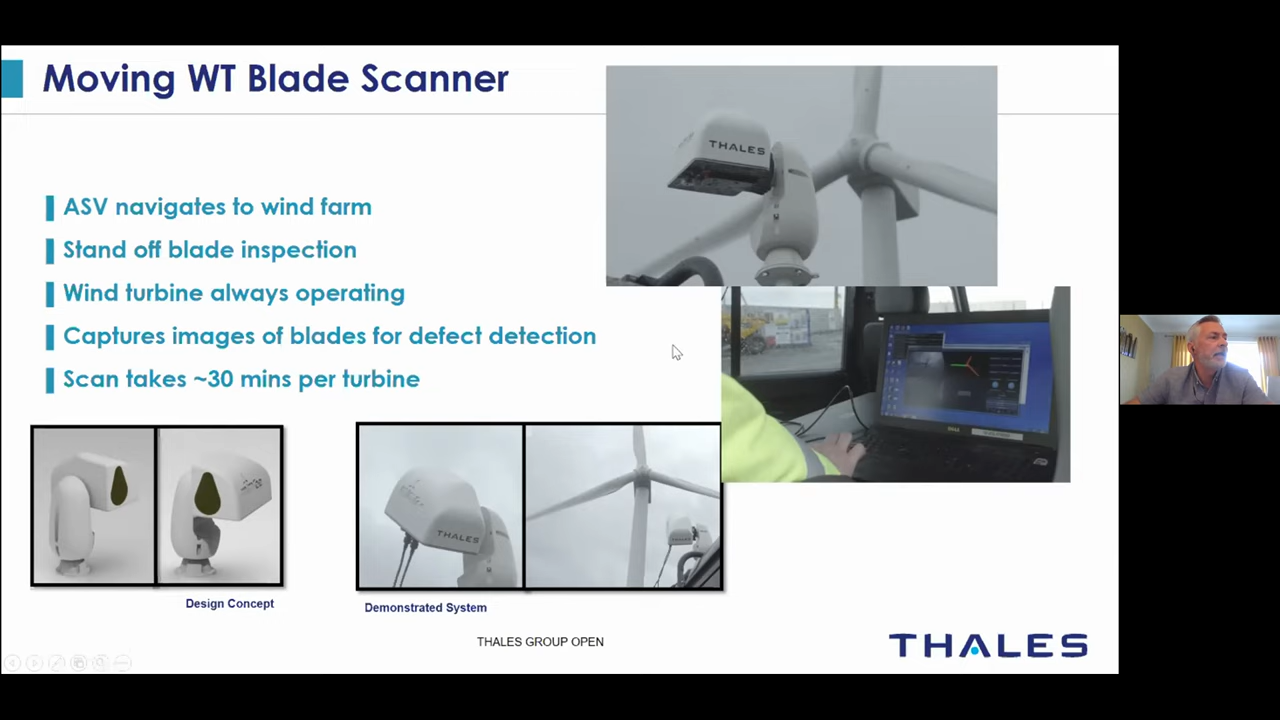 Moving WT Blade Scanner
THALES
ASV navigates to wind farm
Stand off blade inspection
Wind turbine always operating
Captures images of blades for defect detection
Scan takes ~30 mins per turbine
DELL
THALES
Design Concept
Demonstrated System
THALES GROUP OPEN
THALES